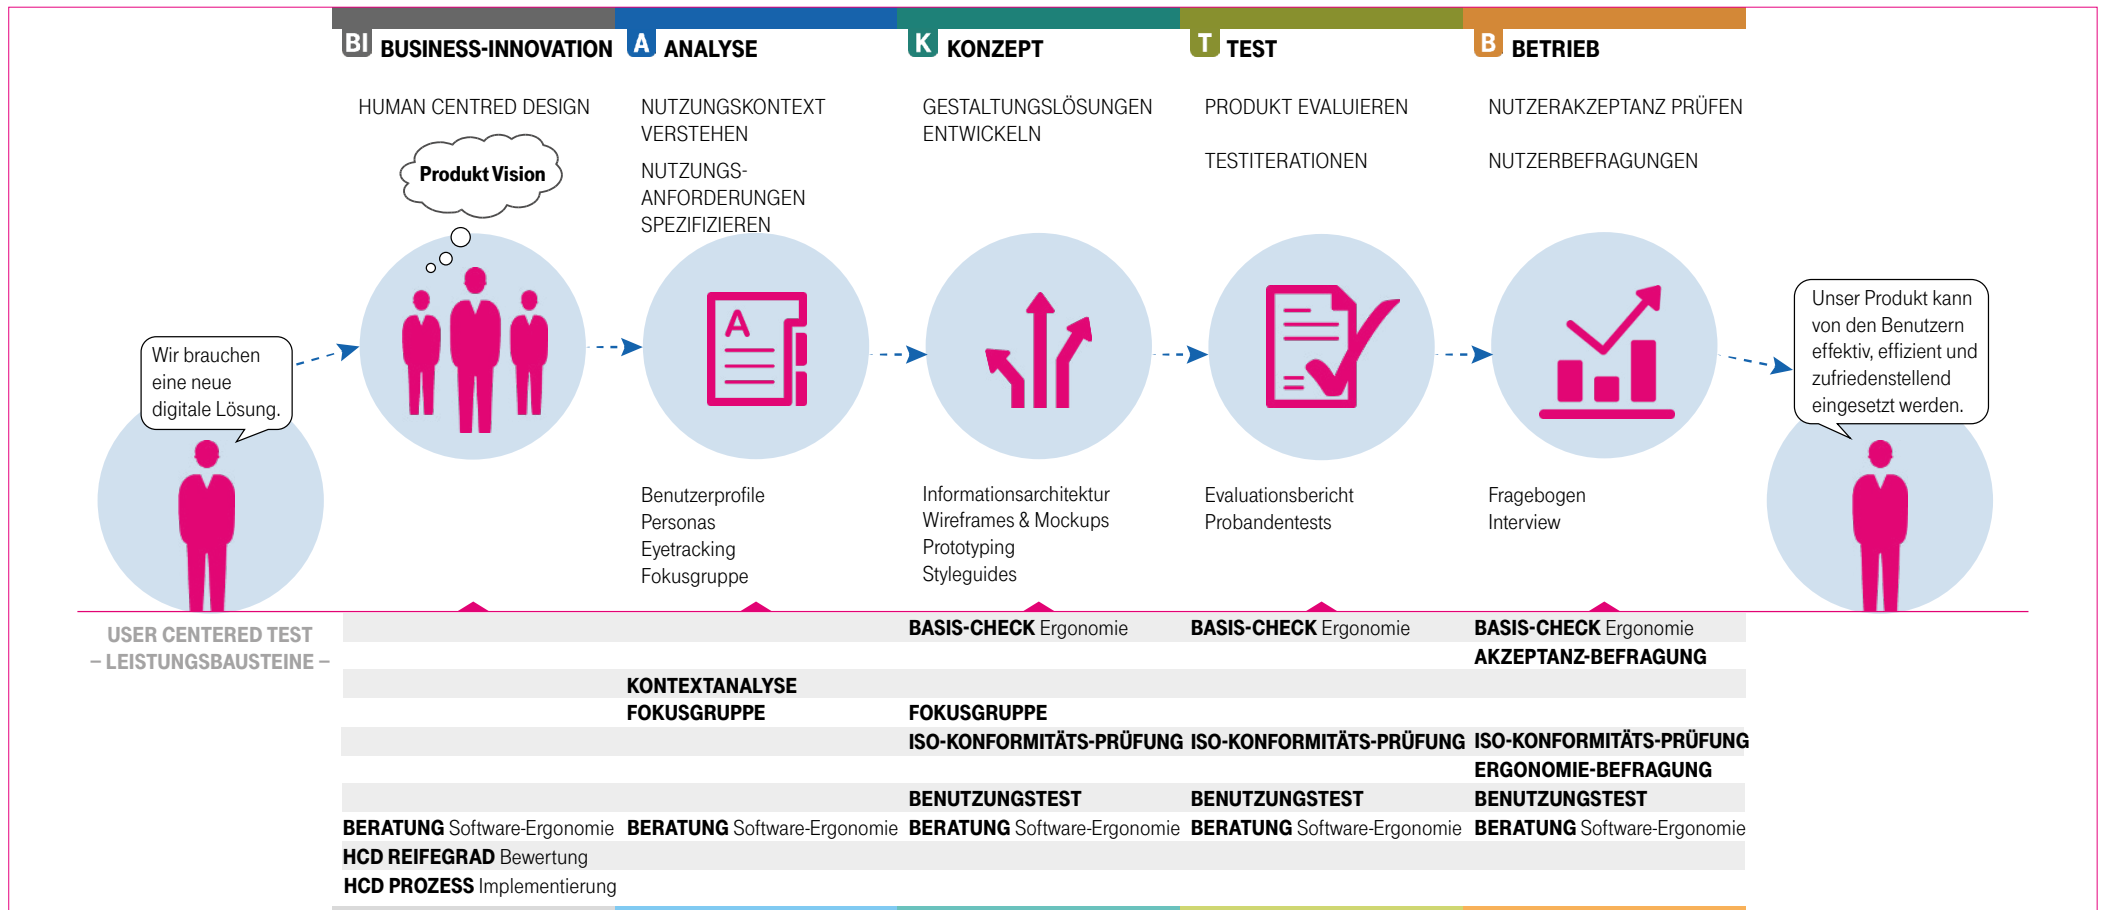 BI BUSINESS-INNOVATION
A ANALYSE
K KONZEPT
T TEST
B BETRIEB
HUMAN CENTRED DESIGN
Produkt Vision
NUTZUNGSKONTEXT
VERSTEHEN
NUTZUNGS-
ANFORDERUNGEN
SPEZIFIZIEREN
GESTALTUNGSLÖSUNGEN
ENTWICKELN
PRODUKT EVALUIEREN
TESTITERATIONEN
NUTZERAKZEPTANZ PRÜFEN
NUTZERBEFRAGUNGEN
Wir brauchen
eine neue
digitale Lösung.
A
Unser Produkt kann
von den Benutzern
effektiv, effizient und
zufriedenstellend
eingesetzt werden.
Benutzerprofile
Personas
Eyetracking
Fokusgruppe
Informationsarchitektur
Wireframes & Mockups
Prototyping
Styleguides
Evaluationsbericht
Probandentests
Fragebogen
Interview
USER CENTERED TEST
– LEISTUNGSBAUSTEINE –
BASIS-CHECK Ergonomie BASIS-CHECK Ergonomie BASIS-CHECK Ergonomie
AKZEPTANZ-BEFRAGUNG
KONTEXTANALYSE
FOKUSGRUPPE FOKUSGRUPPE
ISO-KONFORMITÄTS-PRÜFUNG ISO-KONFORMITÄTS-PRÜFUNG ISO-KONFORMITÄTS-PRÜFUNG
ERGONOMIE-BEFRAGUNG
BENUTZUNGSTEST BENUTZUNGSTEST BENUTZUNGSTEST
BERATUNG Software-Ergonomie BERATUNG Software-Ergonomie BERATUNG Software-Ergonomie BERATUNG Software-Ergonomie BERATUNG Software-Ergonomie
HCD REIFEGRAD Bewertung
HCD PROZESS Implementierung